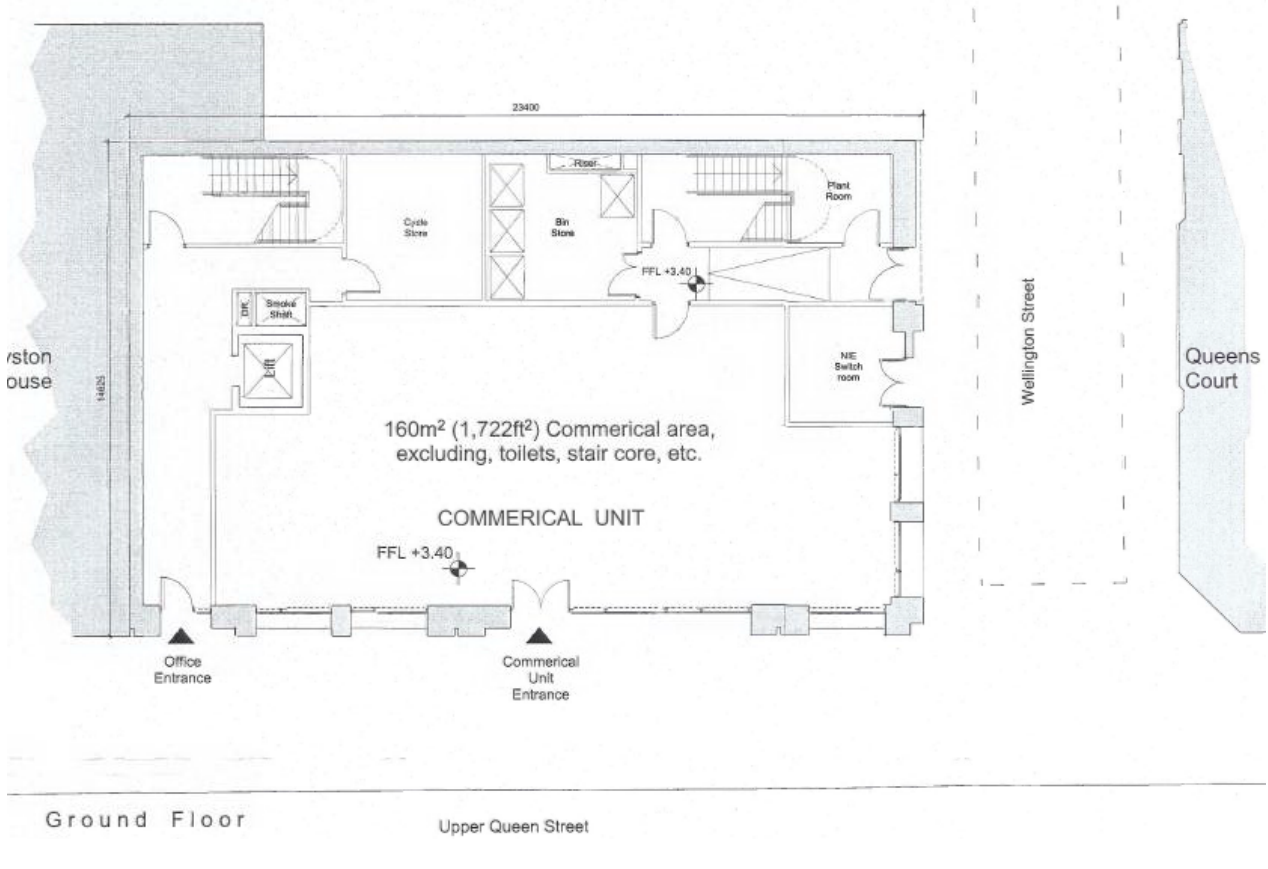 23400
Riser
Plant
Room
Cycle
Store
Bin
Store
FFL +3.40
DR
Smoke
Shaft
Lift
NIE
Switch
room
14625
yston
ouse
Wellington Street
Queens
Court
160m² (1,722ft²) Commerical area,
excluding, toilets, stair core, etc.
COMMERICAL UNIT
FFL +3.40
Office
Entrance
Commerical
Unit
Entrance
Ground Floor
Upper Queen Street